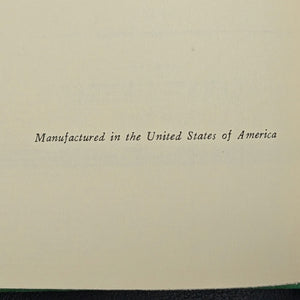 Manufactured in the United States of America